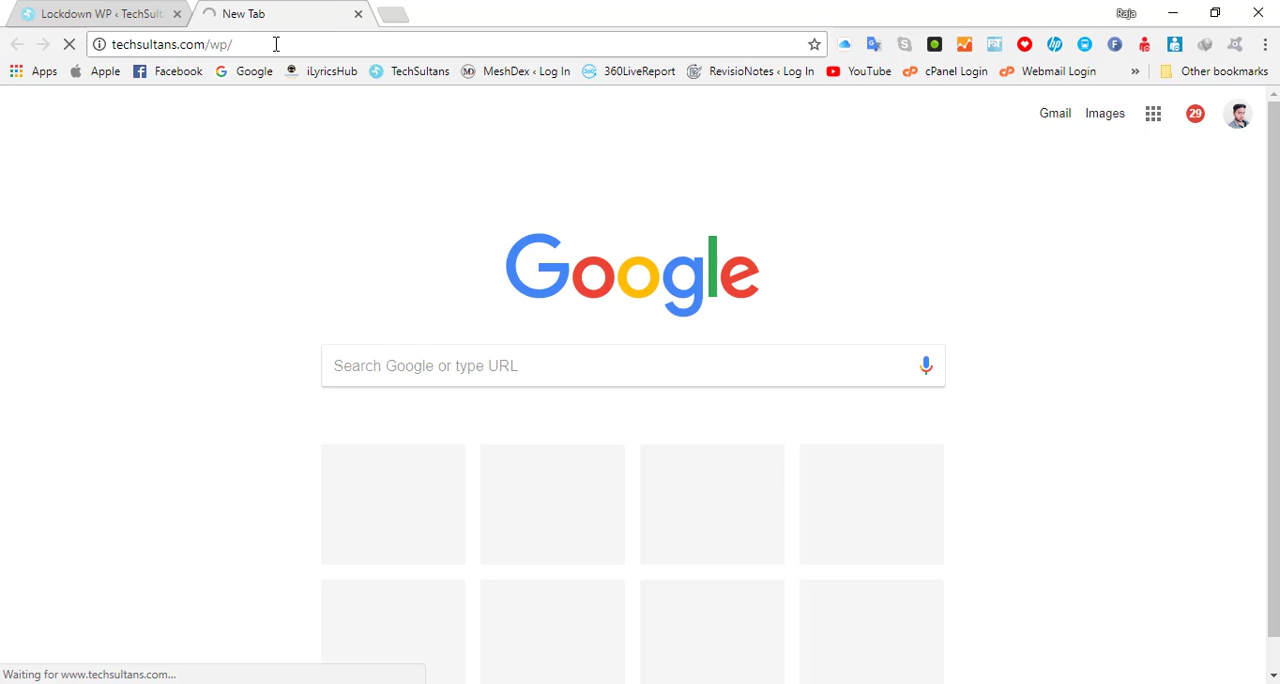 Lockdown WP ‹ TechSult
New Tab
Raja
techsultans.com/wp/
Apps
Apple
Facebook
Google
iLyricsHub
TechSultans
MeshDex ‹ Log In
360LiveReport
RevisioNotes ‹ Log In
YouTube
cPanel Login
Webmail Login
»
Other bookmarks
Gmail
Images
29
Google
Search Google or type URL
Waiting for www.techsultans.com...